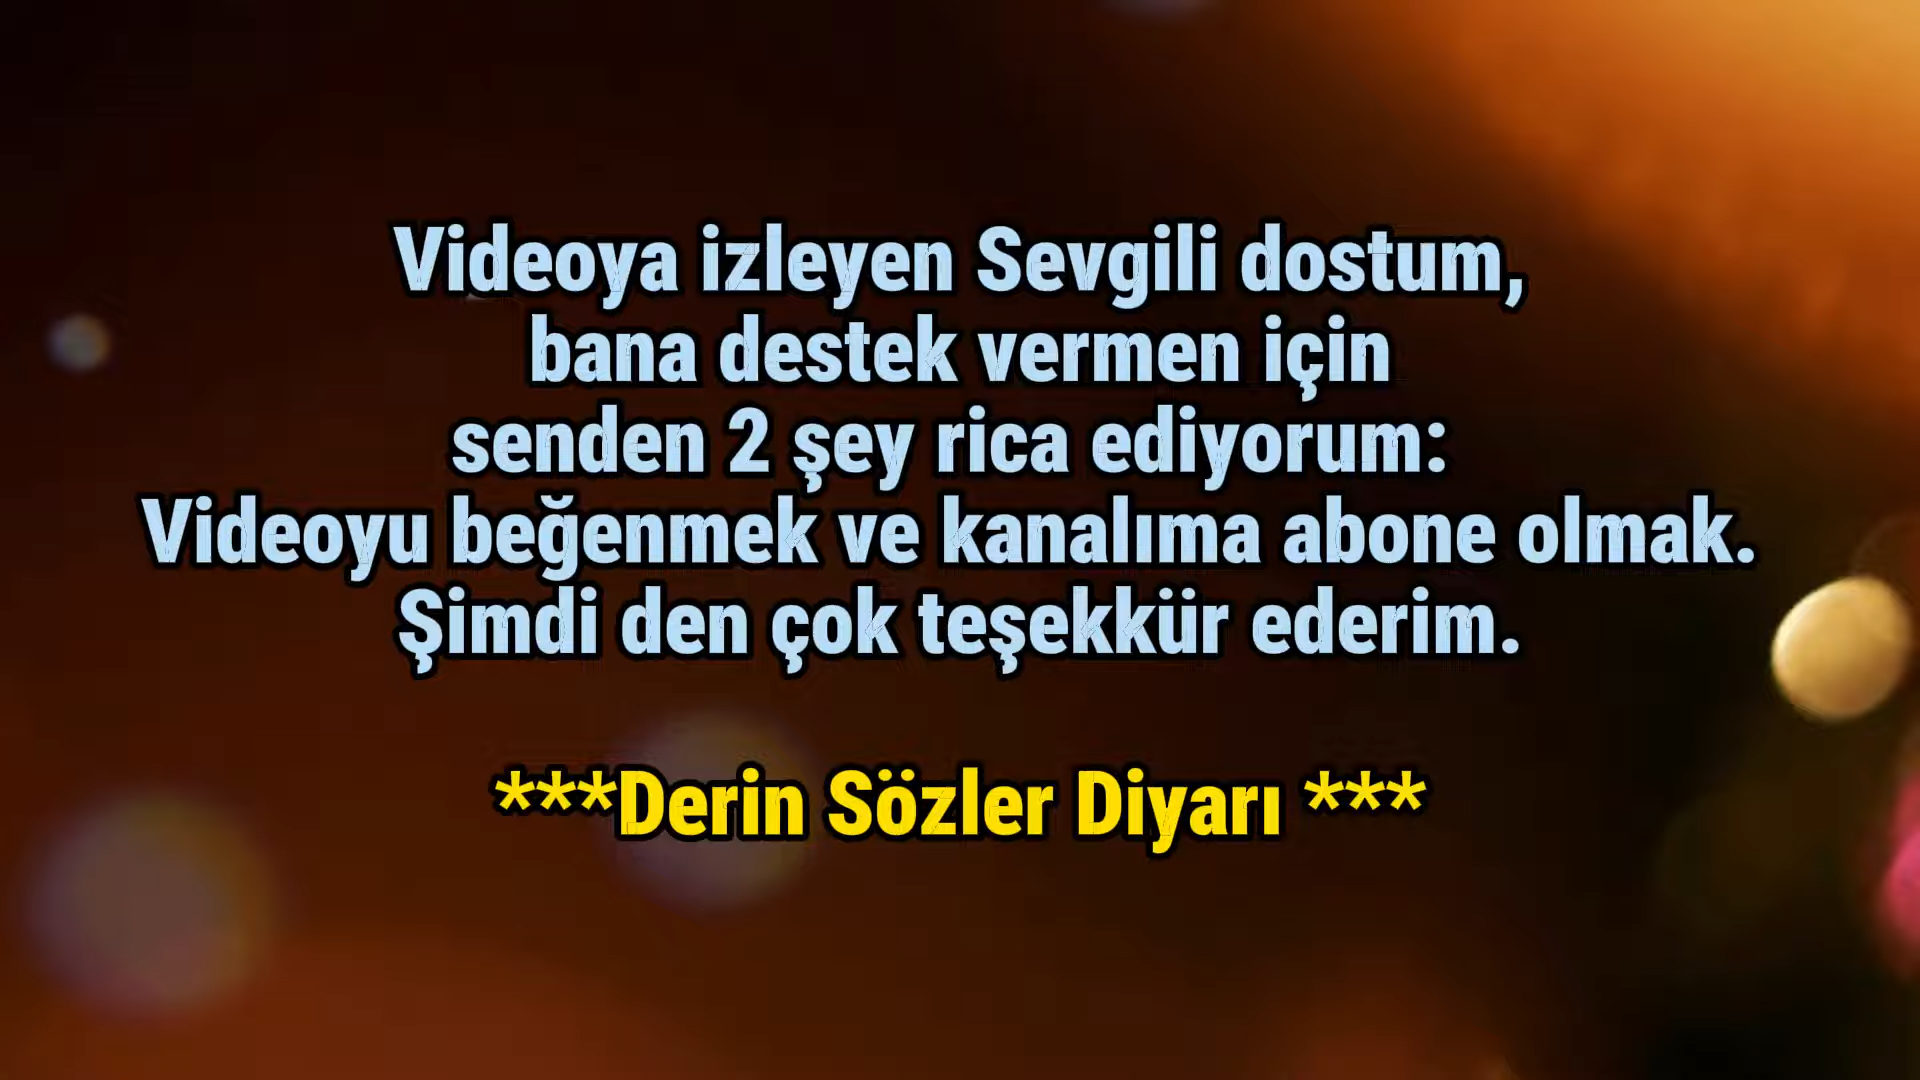 Videoya izleyen Sevgili dostum,
bana destek vermen için
senden 2 şey rica ediyorum:
Videoyu beğenmek ve kanalıma abone olmak.
Şimdi den çok teşekkür ederim.
***Derin Sözler Diyarı ***